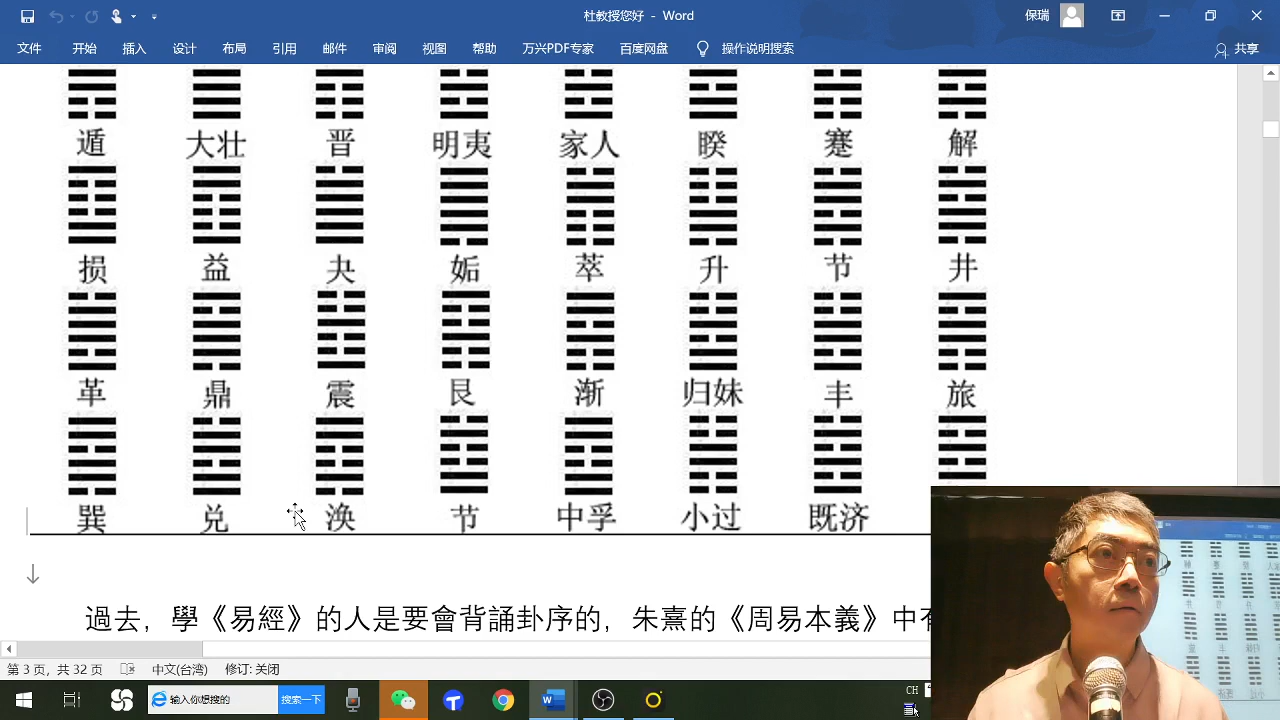 杜教授您好 - Word
保瑞
文件 开始 插入 设计 布局 引用 邮件 审阅 视图 帮助 万兴PDF专家 百度网盘 操作说明搜索 共享
遁 大壮 晋 明夷 家人 睽 蹇 解
损 益 夬 姤 萃 升 节 井
革 鼎 震 艮 渐 归妹 丰 旅
巽 兑 涣 节 中孚 小过 既济
過去，學《易經》的人是要會背誦卦序的，朱熹的《周易本義》中有
第 3 页，共 32 页 中文(台湾) 修订: 关闭
输入你想搜的 搜索一下
CH